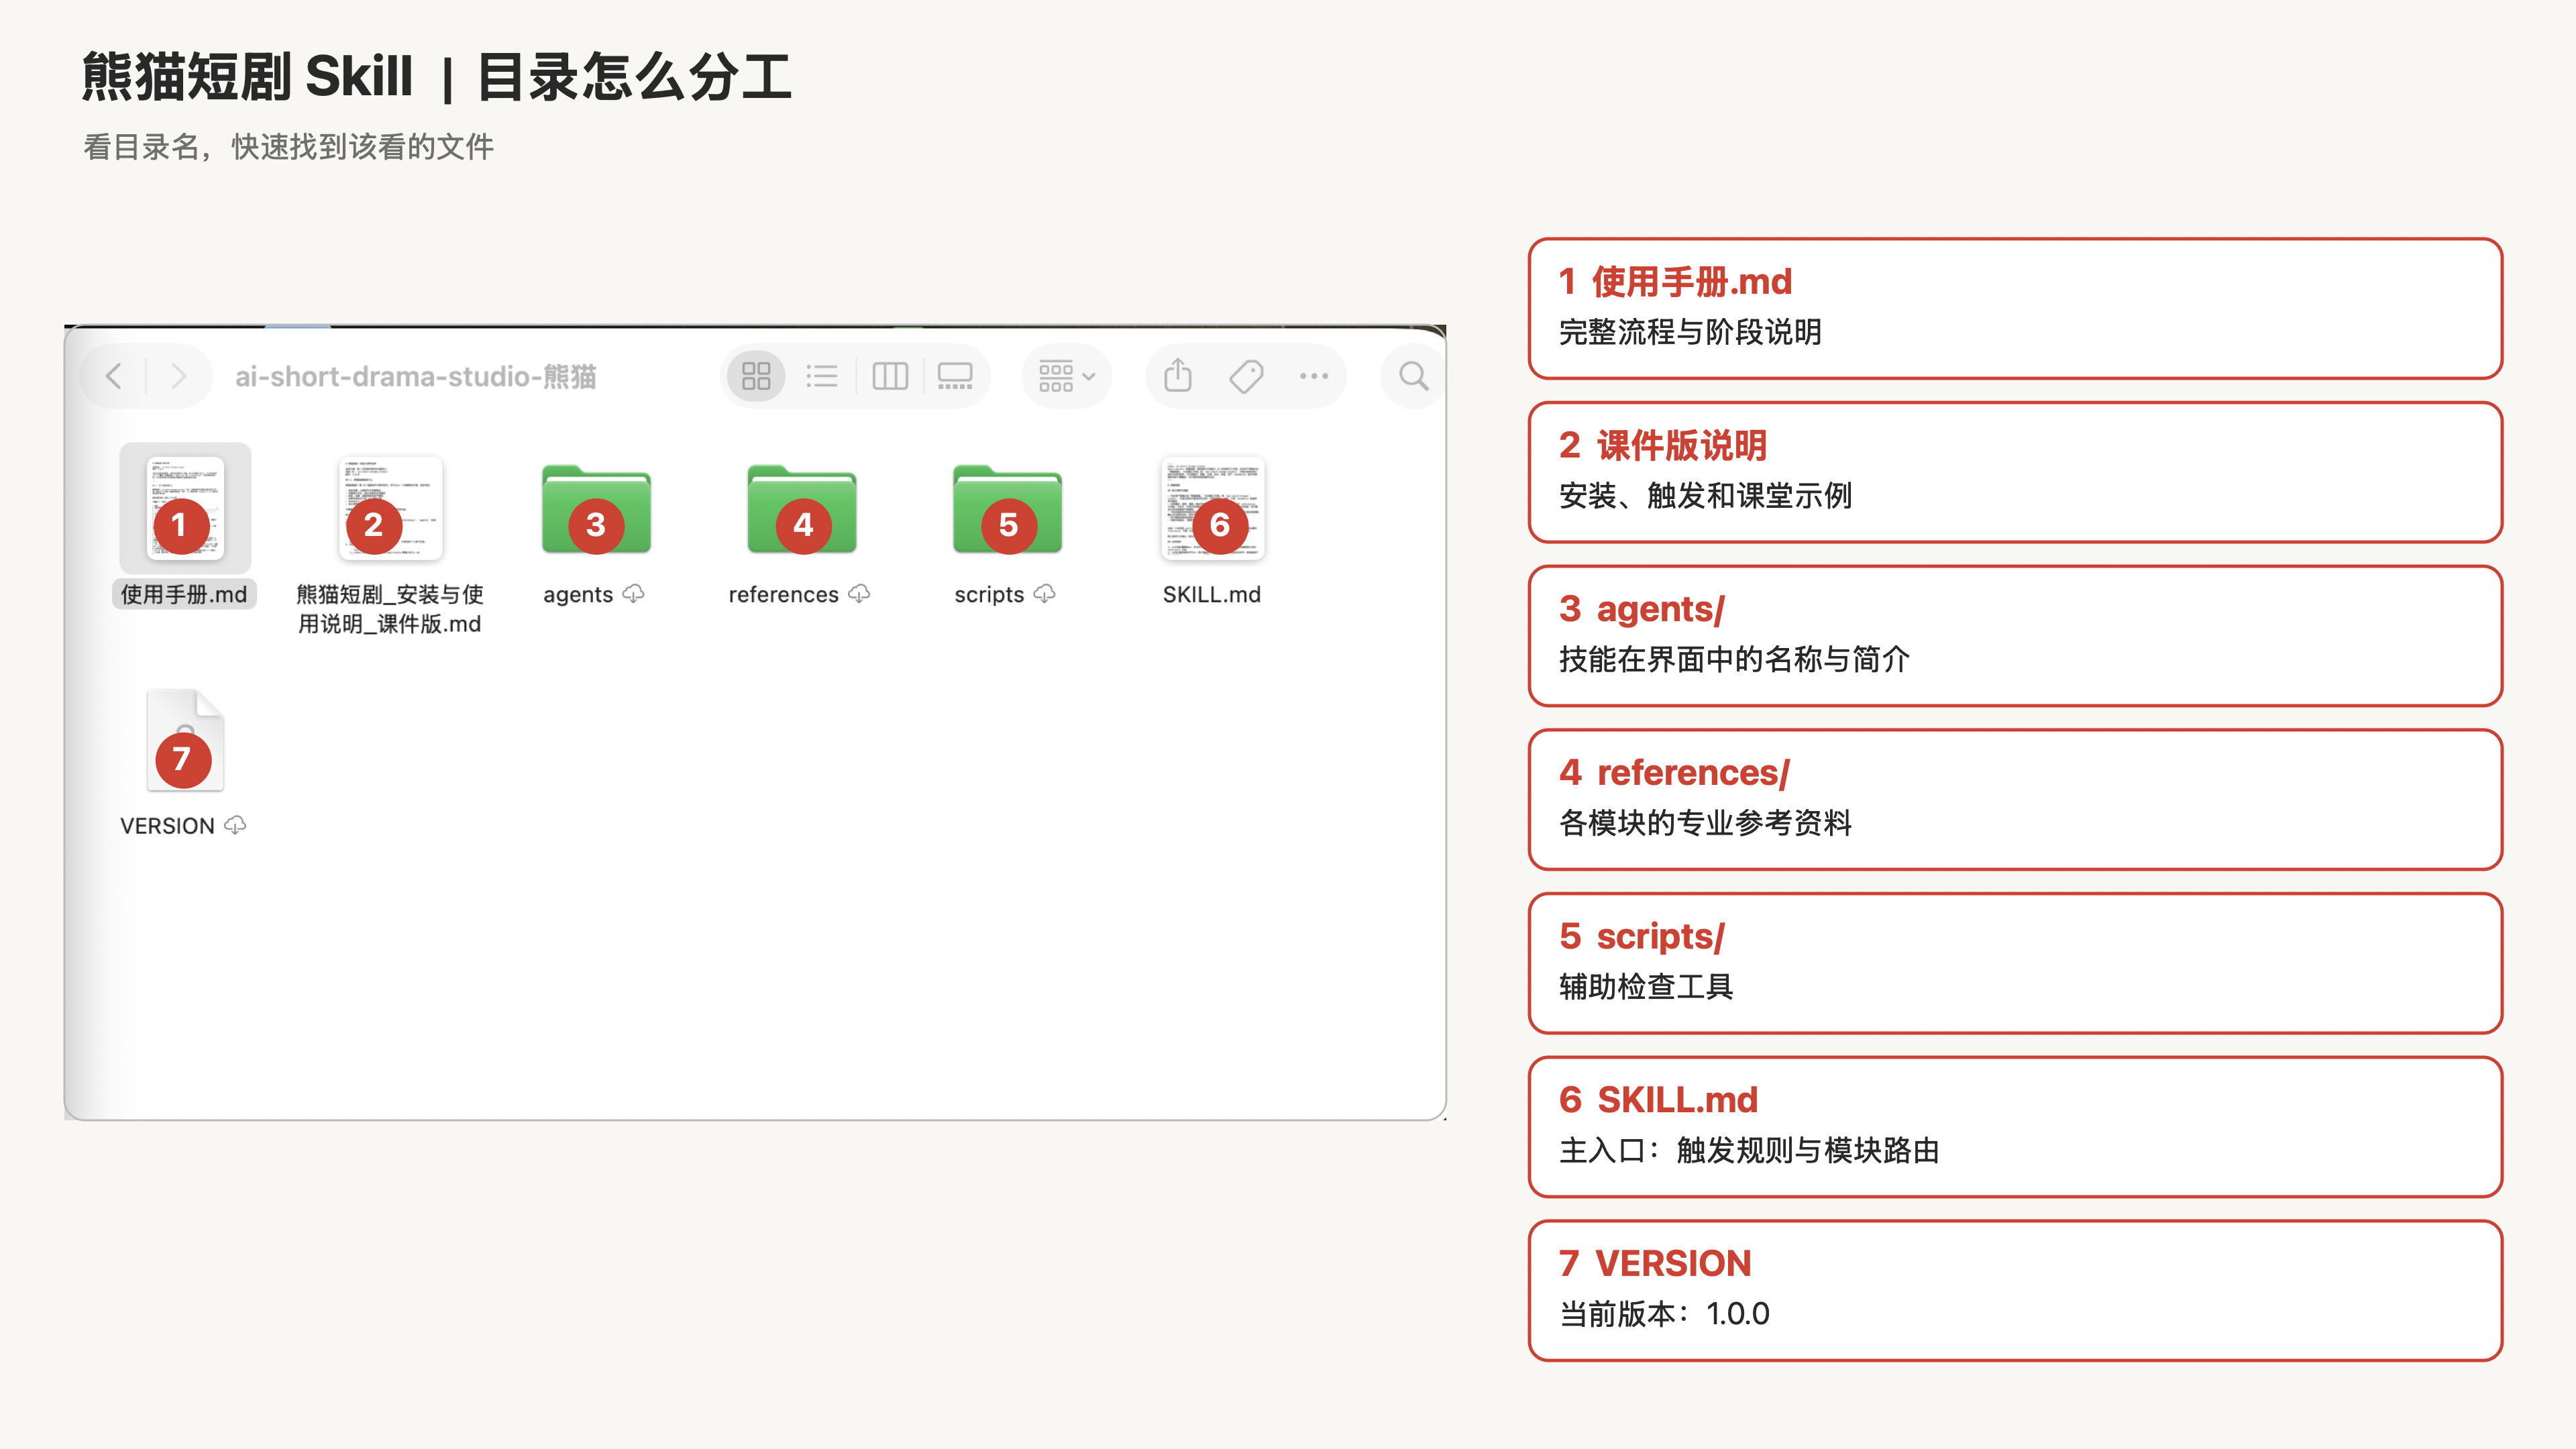 熊猫短剧 Skill | 目录怎么分工
看目录名，快速找到该看的文件
ai-short-drama-studio-熊猫
1
2
3
4
5
6
使用手册.md
熊猫短剧_安装与使
用说明_课件版.md
agents
references
scripts
SKILL.md
7
VERSION
1 使用手册.md
完整流程与阶段说明
2 课件版说明
安装、触发和课堂示例
3 agents/
技能在界面中的名称与简介
4 references/
各模块的专业参考资料
5 scripts/
辅助检查工具
6 SKILL.md
主入口：触发规则与模块路由
7 VERSION
当前版本：1.0.0